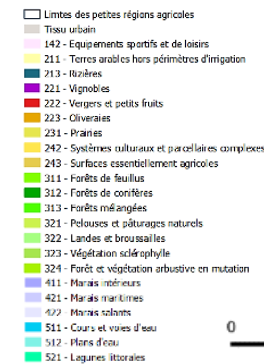 Limtes des petites régions agricoles
Tissu urbain
142 - Equipements sportifs et de loisirs
211 - Terres arables hors périmètres d'irrigation
213 - Rizières
221 - Vignobles
222 - Vergers et petits fruits
223 - Oliveraies
231 - Prairies
242 - Systèmes culturaux et parcellaires complexes
243 - Surfaces essentiellement agricoles
311 - Forêts de feuillus
312 - Forêts de conifères
313 - Forêts mélangées
321 - Pelouses et pâturages naturels
322 - Landes et broussailles
323 - Végétation sclérophylle
324 - Forêt et végétation arbustive en mutation
411 - Marais intérieurs
421 - Marais maritimes
422 - Marais salants
511 - Cours et voies d'eau
0
512 - Plans d'eau
521 - Lagunes littorales